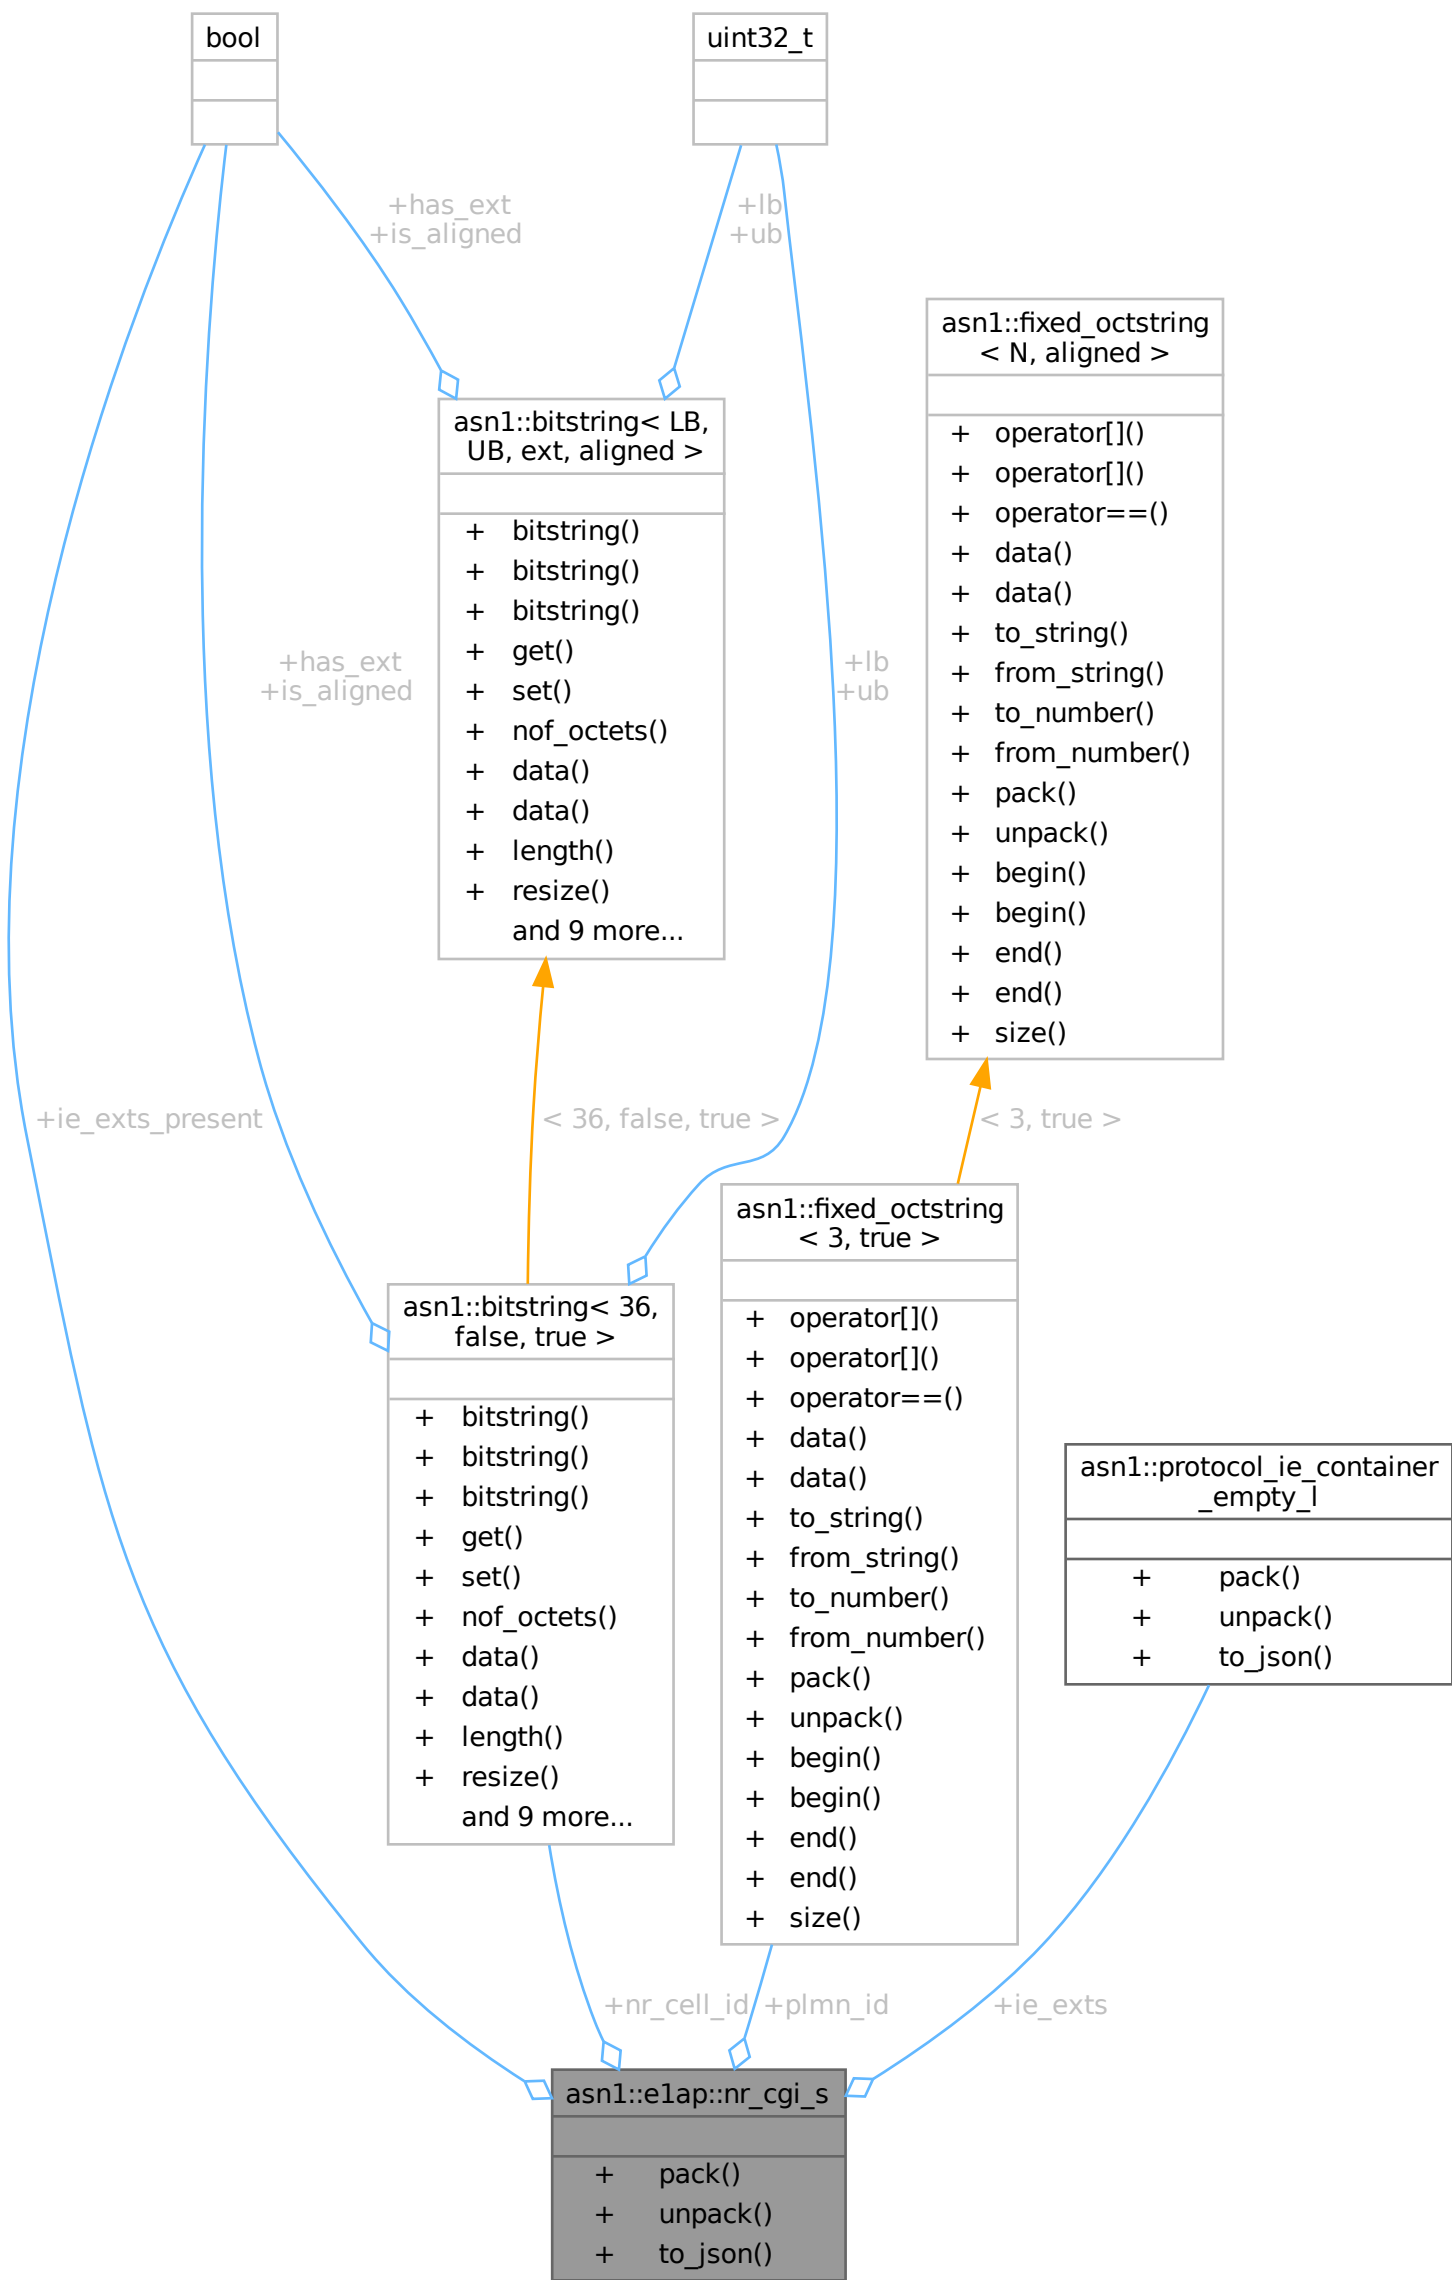 bool
uint32_t
+has_ext
+is_aligned
+lb
+ub
asn1::fixed_octstring
< N, aligned >
+ operator[]()
+ operator[]()
+ operator==()
+ data()
+ data()
+ to_string()
+ from_string()
+ to_number()
+ from_number()
+ pack()
+ unpack()
+ begin()
+ begin()
+ end()
+ end()
+ size()
asn1::bitstring< LB,
UB, ext, aligned >
+ bitstring()
+ bitstring()
+ bitstring()
+ get()
+ set()
+ nof_octets()
+ data()
+ data()
+ length()
+ resize()
and 9 more...
+has_ext
+is_aligned
+lb
+ub
+ie_exts_present
< 36, false, true >
< 3, true >
asn1::fixed_octstring
< 3, true >
+ operator[]()
+ operator[]()
+ operator==()
+ data()
+ data()
+ to_string()
+ from_string()
+ to_number()
+ from_number()
+ pack()
+ unpack()
+ begin()
+ begin()
+ end()
+ end()
+ size()
asn1::bitstring< 36,
false, true >
+ bitstring()
+ bitstring()
+ bitstring()
+ get()
+ set()
+ nof_octets()
+ data()
+ data()
+ length()
+ resize()
and 9 more...
asn1::protocol_ie_container
_empty_l
+ pack()
+ unpack()
+ to_json()
+nr_cell_id
+plmn_id
+ie_exts
asn1::e1ap::nr_cgi_s
+ pack()
+ unpack()
+ to_json()